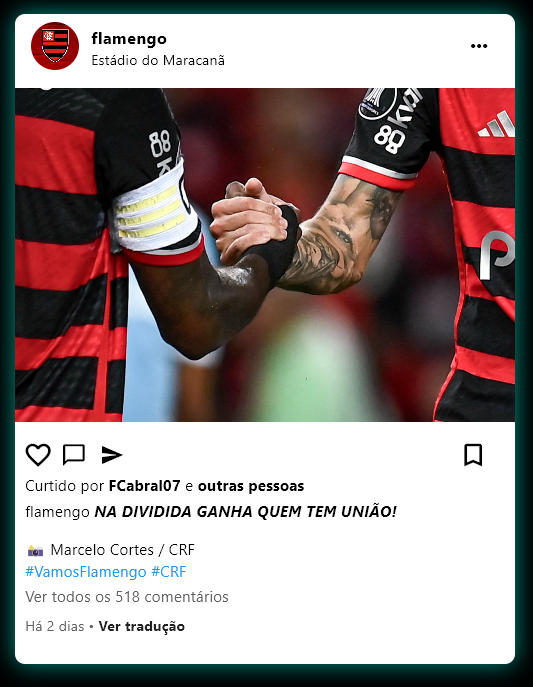 flamengo
Estádio do Maracanã
88
88
Curtido por FCabral07 e outras pessoas
flamengo NA DIVIDIDA GANHA QUEM TEM UNIÃO!
Marcelo Cortes / CRF
#VamosFlamengo #CRF
Ver todos os 518 comentários
Há 2 dias • Ver tradução